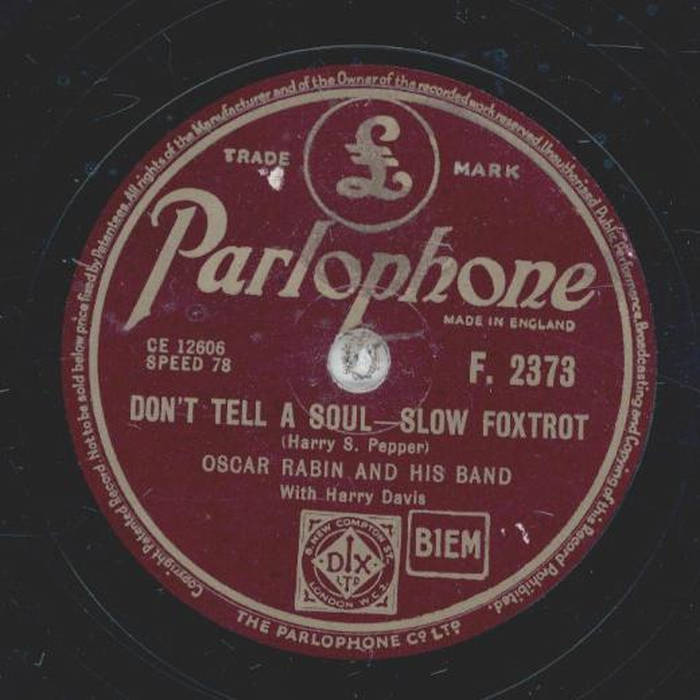 Copyright Patented Record. Not to be sold below price fixed by Patentees. All rights of the Manufacturer and of the Owner of the recorded work reserved. Unauthorised Public Performance, Broadcasting and Copying of this Record Prohibited.
£
TRADE MARK
Parlophone
MADE IN ENGLAND
CE 12606
SPEED 78
F. 2373
DON'T TELL A SOUL—SLOW FOXTROT
(Harry S. Pepper)
OSCAR RABIN AND HIS BAND
With Harry Davis
8. NEW COMPTON ST.
DIX
LTD
LONDON W.C.2
BIEM
THE PARLOPHONE CO LTD